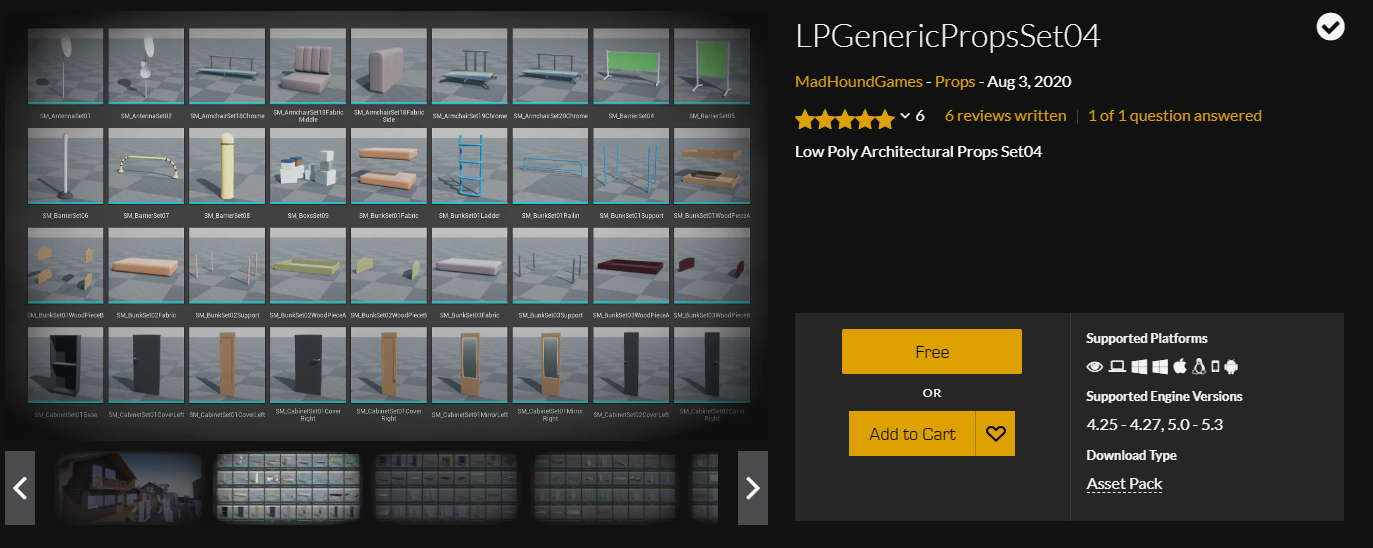 LPGenericPropsSet04
MadHoundGames - Props - Aug 3, 2020
6 6 reviews written 1 of 1 question answered
Low Poly Architectural Props Set04
SM_AntennaSet01 SM_AntennaSet02 SM_ArmchairSet18Chrome SM_ArmchairSet18Fabric SM_ArmchairSet18Fabric SM_ArmchairSet19Chrome SM_ArmchairSet20Chrome SM_BarrierSet04 SM_BarrierSet05
Middle Side
SM_BarrierSet06 SM_BarrierSet07 SM_BarrierSet08 SM_BoxsSet09 SM_BunkSet01Fabric SM_BunkSet01Ladder SM_BunkSet01Railin SM_BunkSet01Support SM_BunkSet01WoodPieceA
SM_BunkSet01WoodPieceB SM_BunkSet02Fabric SM_BunkSet02Support SM_BunkSet02WoodPieceA SM_BunkSet02WoodPieceB SM_BunkSet03Fabric SM_BunkSet03Support SM_BunkSet03WoodPieceA SM_BunkSet03WoodPieceB
SM_CabinetSet01Base SM_CabinetSet01CoverLeft SM_CabinetSet01CoverLeft SM_CabinetSet01Cover SM_CabinetSet01Cover SM_CabinetSet01MirrorLeft SM_CabinetSet01Mirror SM_CabinetSet02CoverLeft SM_CabinetSet02Cover
Right Right Right Right
Free
OR
Add to Cart
Supported Platforms
Supported Engine Versions
4.25 - 4.27, 5.0 - 5.3
Download Type
Asset Pack